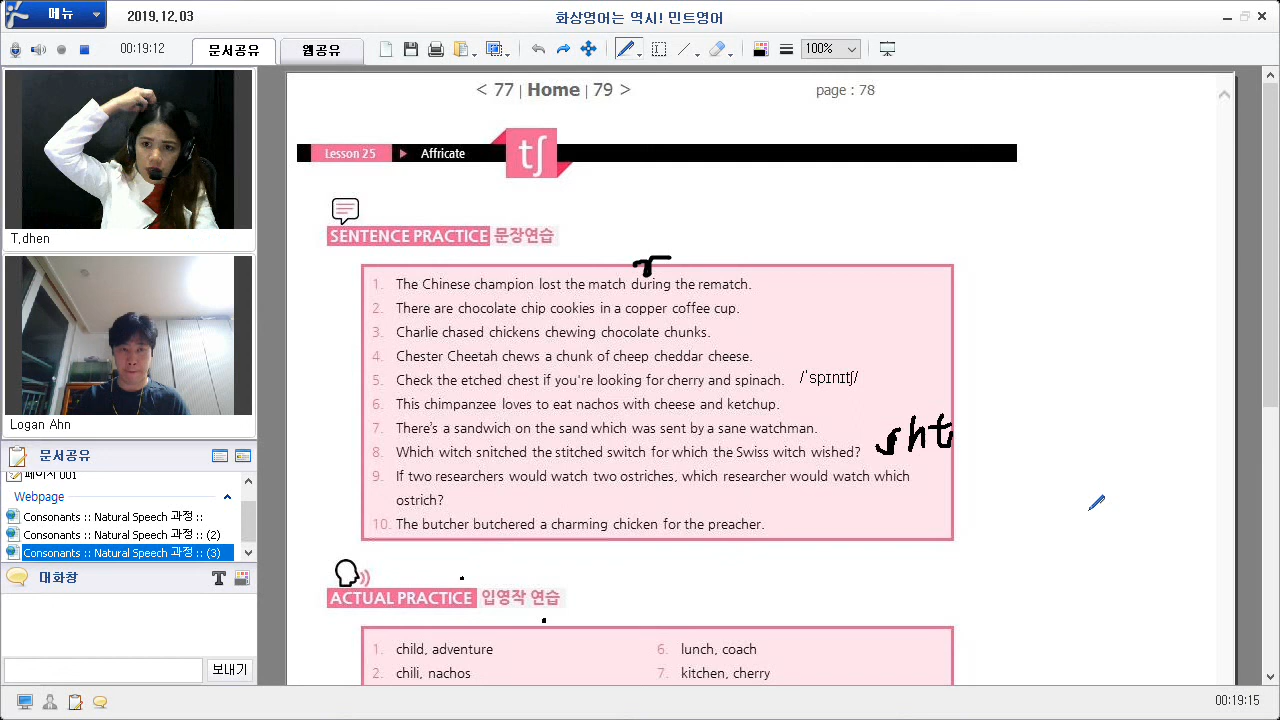 메뉴
2019.12.03
화상영어는 역시! 민트영어
00:19:12
문서공유
웹공유
100%
T.dhen
Logan Ahn
문서공유
페이지 001
Webpage
Consonants :: Natural Speech 과정 ::
Consonants :: Natural Speech 과정 :: (2)
Consonants :: Natural Speech 과정 :: (3)
대화창
T
보내기
< 77 | Home | 79 >
page : 78
Lesson 25
Affricate
tʃ
SENTENCE PRACTICE 문장연습
r
1. The Chinese champion lost the match during the rematch.
2. There are chocolate chip cookies in a copper coffee cup.
3. Charlie chased chickens chewing chocolate chunks.
4. Chester Cheetah chews a chunk of cheep cheddar cheese.
5. Check the etched chest if you're looking for cherry and spinach. /ˈspɪnɪtʃ/
6. This chimpanzee loves to eat nachos with cheese and ketchup.
7. There's a sandwich on the sand which was sent by a sane watchman.
sht
8. Which witch snitched the stitched switch for which the Swiss witch wished?
9. If two researchers would watch two ostriches, which researcher would watch which
ostrich?
10. The butcher butchered a charming chicken for the preacher.
ACTUAL PRACTICE 입영작 연습
1. child, adventure
2. chili, nachos
6. lunch, coach
7. kitchen, cherry
00:19:15